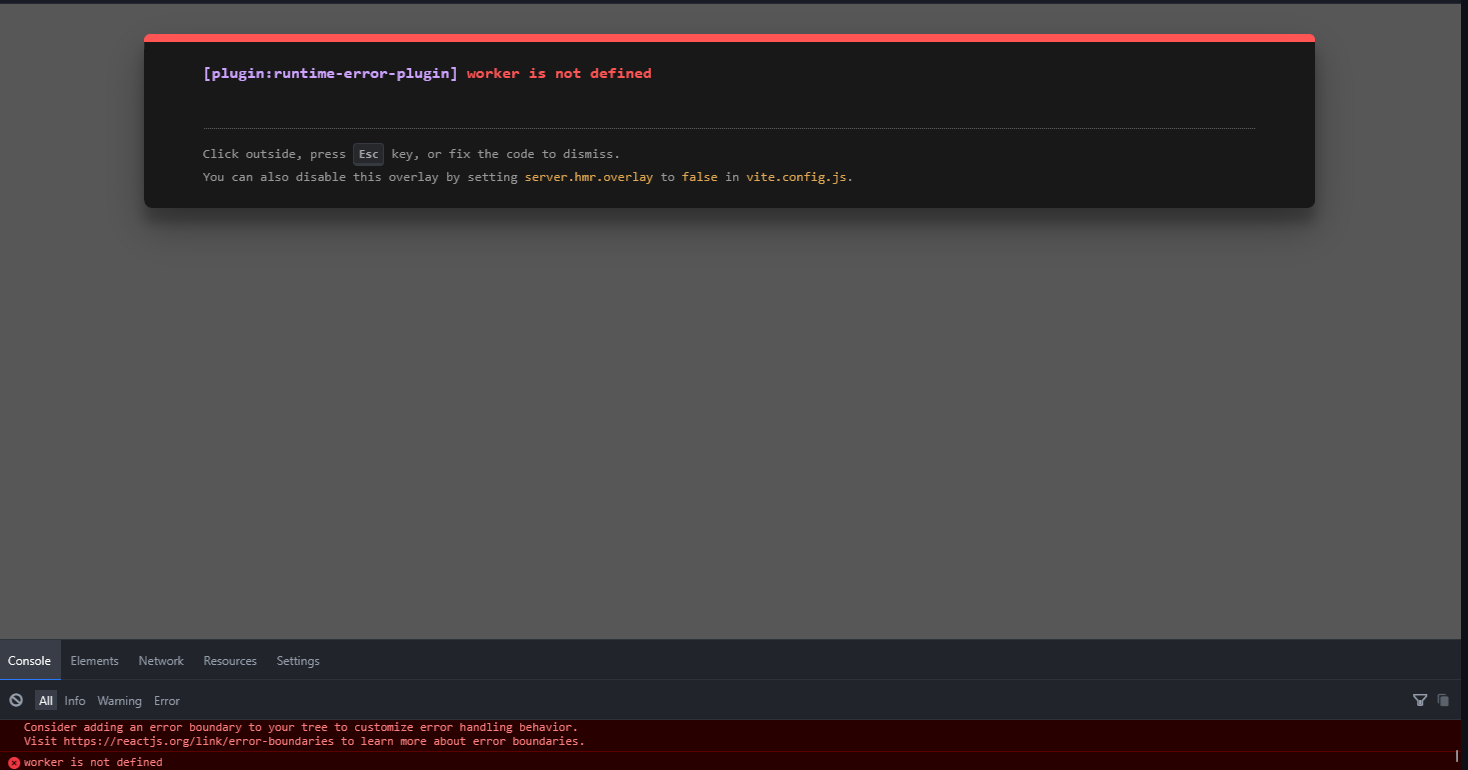 [plugin:runtime-error-plugin] worker is not defined
Click outside, press Esc key, or fix the code to dismiss.
You can also disable this overlay by setting server.hmr.overlay to false in vite.config.js.
Console Elements Network Resources Settings
All Info Warning Error
Consider adding an error boundary to your tree to customize error handling behavior.
Visit https://reactjs.org/link/error-boundaries to learn more about error boundaries.
worker is not defined